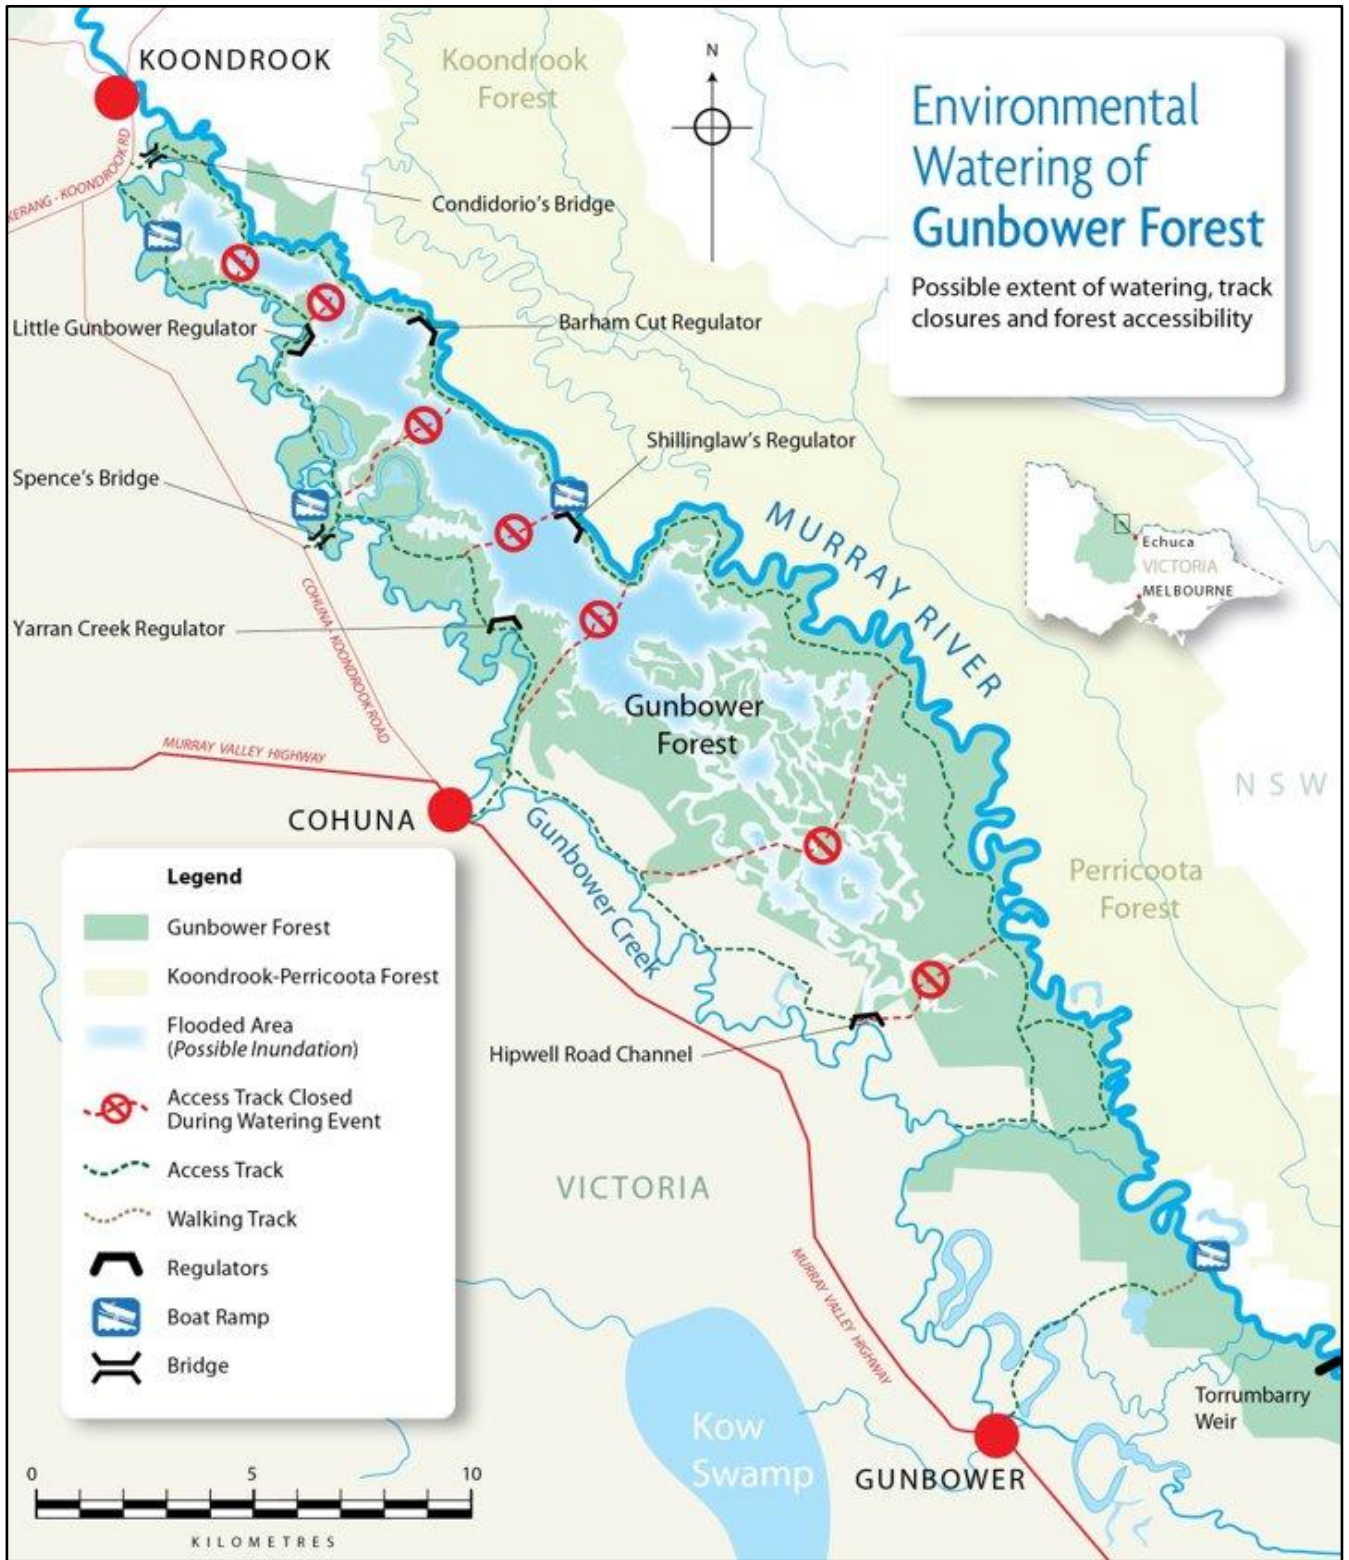 KOONDROOK
Koondrook
Forest
N
Environmental
Watering of
Gunbower Forest
Possible extent of watering, track
closures and forest accessibility
KERANG - KOONDROOK RD
Condidorio's Bridge
Little Gunbower Regulator
Barham Cut Regulator
Shillinglaw's Regulator
Spence's Bridge
MURRAY RIVER
Echuca
VICTORIA
MELBOURNE
COHUNA - KOONDROOK ROAD
Yarran Creek Regulator
Gunbower
Forest
MURRAY VALLEY HIGHWAY
NSW
COHUNA
Gunbower Creek
Perricoota
Forest
Legend
Gunbower Forest
Koondrook-Perricoota Forest
Flooded Area
(Possible Inundation)
Access Track Closed
During Watering Event
Access Track
Walking Track
Regulators
Boat Ramp
Bridge
Hipwell Road Channel
VICTORIA
MURRAY VALLEY HIGHWAY
Torrumbarry
Weir
Kow
Swamp
GUNBOWER
0 5 10
KILOMETRES